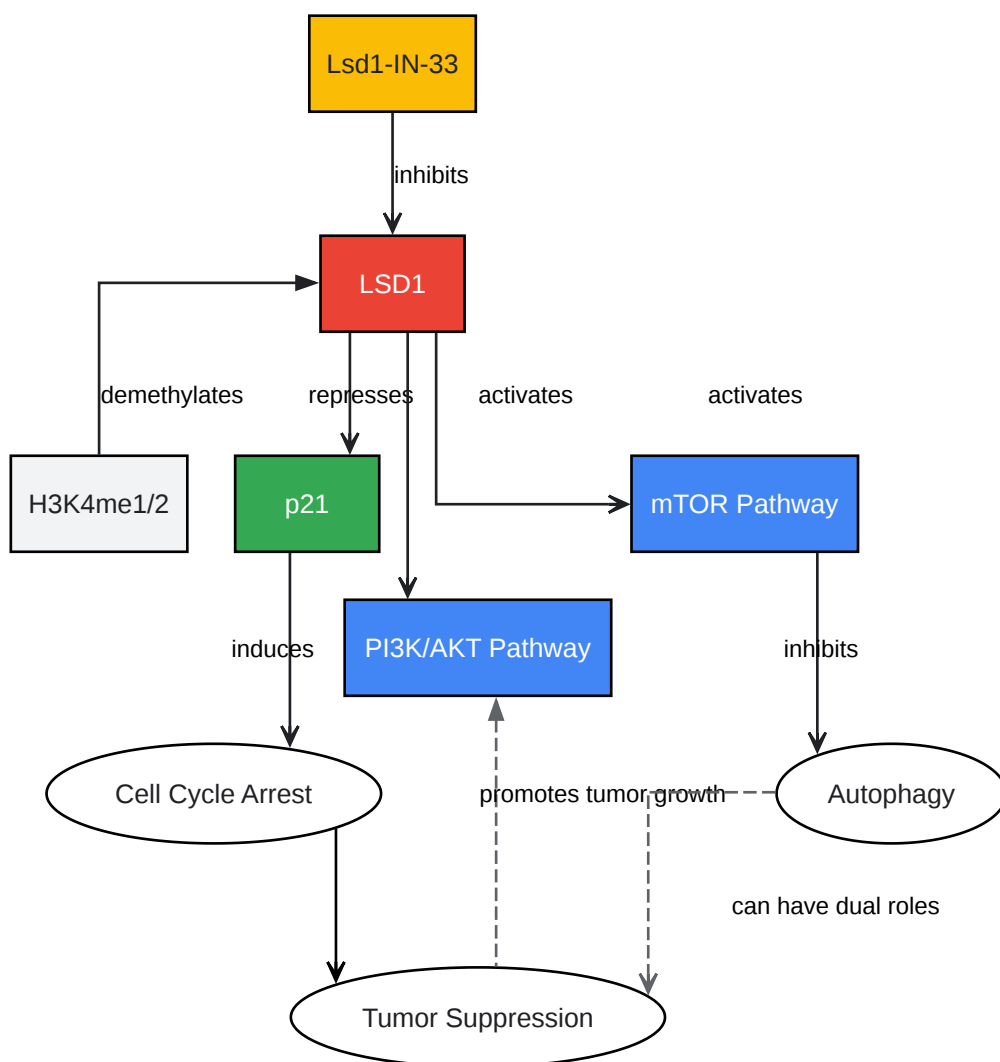 Lsd1-IN-33
inhibits
LSD1
demethylates
represses
activates
activates
H3K4me1/2
p21
mTOR Pathway
induces
PI3K/AKT Pathway
inhibits
Cell Cycle Arrest
promotes tumor growth
Autophagy
can have dual roles
Tumor Suppression